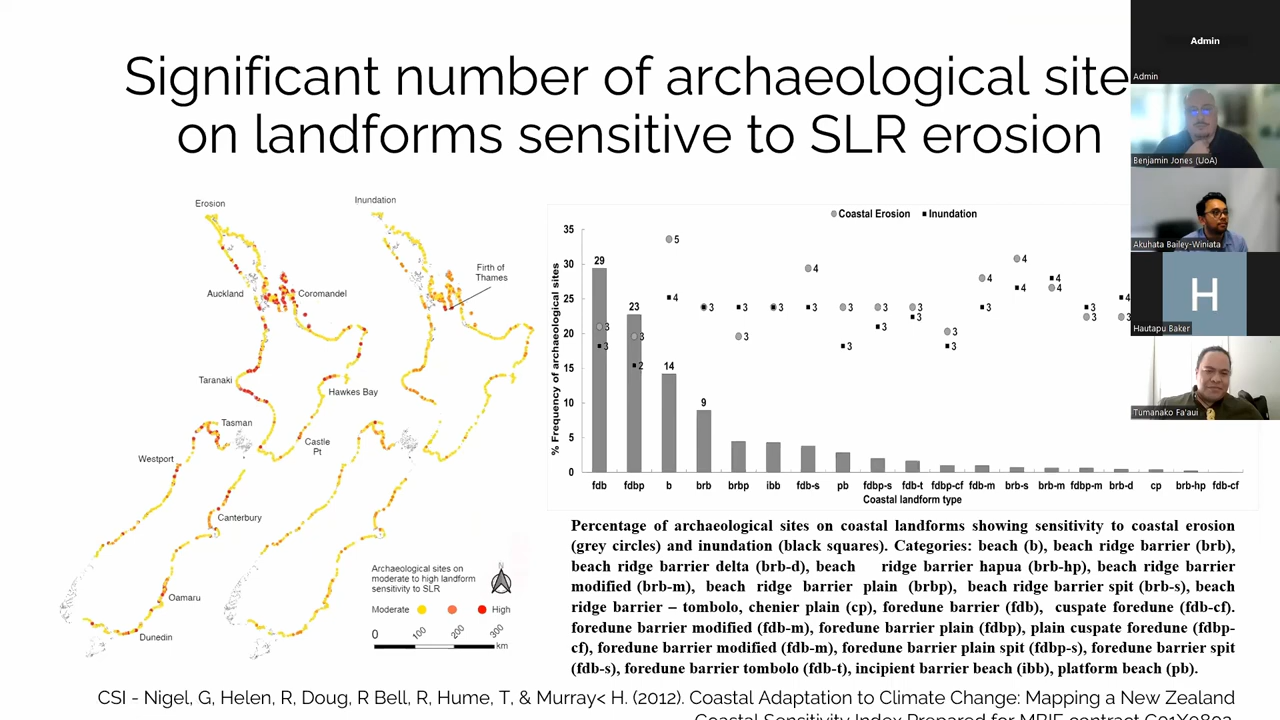 Significant number of archaeological site
on landforms sensitive to SLR erosion
Erosion
Inundation
Firth of
Thames
Auckland
Coromandel
Taranaki
Hawkes Bay
Tasman
Castle
Pt
Westport
Canterbury
Oamaru
Dunedin
Archaeological sites on
moderate to high landform
sensitivity to SLR
Moderate
High
0 100 200 300
km
Coastal Erosion Inundation
% Frequency of archaeological sites
35
30
25
20
15
10
5
0
29
23
14
9
3
3
3
2
5
4
3
3
3
3
4
3
3
3
3
3
3
3
3
3
4
3
4
4
4
4
3
3
4
3
fdb fdbp b brb brbp ibb fdb-s pb fdbp-s fdb-t fdbp-cf fdb-m brb-s brb-m fdbp-m brb-d cp brb-hp fdb-cf
Coastal landform type
Percentage of archaeological sites on coastal landforms showing sensitivity to coastal erosion
(grey circles) and inundation (black squares). Categories: beach (b), beach ridge barrier (brb),
beach ridge barrier delta (brb-d), beach ridge barrier hapua (brb-hp), beach ridge barrier
modified (brb-m), beach ridge barrier plain (brbp), beach ridge barrier spit (brb-s), beach
ridge barrier – tombolo, chenier plain (cp), foredune barrier (fdb), cuspate foredune (fdb-cf).
foredune barrier modified (fdb-m), foredune barrier plain (fdbp), plain cuspate foredune (fdbp-
cf), foredune barrier modified (fdb-m), foredune barrier plain spit (fdbp-s), foredune barrier spit
(fdb-s), foredune barrier tombolo (fdb-t), incipient barrier beach (ibb), platform beach (pb).
CSI - Nigel, G, Helen, R, Doug, R Bell, R, Hume, T, & Murray< H. (2012). Coastal Adaptation to Climate Change: Mapping a New Zealand
Coastal Sensitivity Index Prepared for MBIE contract C01X0802
Admin
Admin
Benjamin Jones (UoA)
Akuhata Bailey-Winiata
H
Hautapu Baker
Tumanako Fa'aui